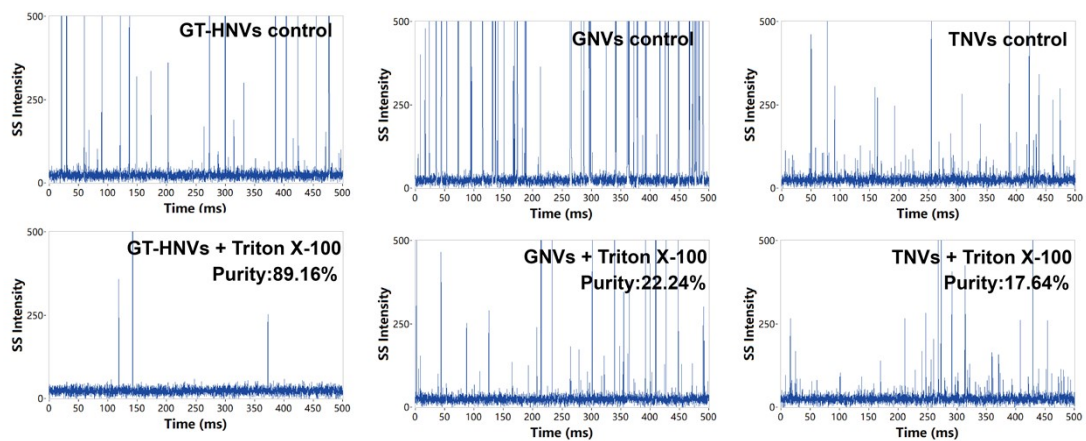 GT-HNVs control
SS Intensity
500
250
0
0 50 100 150 200 250 300 350 400 450 500
Time (ms)
GNVs control
SS Intensity
500
250
0
0 50 100 150 200 250 300 350 400 450 500
Time (ms)
TNVs control
SS Intensity
500
250
0
0 50 100 150 200 250 300 350 400 450 500
Time (ms)
GT-HNVs + Triton X-100
Purity:89.16%
SS Intensity
500
250
0
0 50 100 150 200 250 300 350 400 450 500
Time (ms)
GNVs + Triton X-100
Purity:22.24%
SS Intensity
500
250
0
0 50 100 150 200 250 300 350 400 450 500
Time (ms)
TNVs + Triton X-100
Purity:17.64%
SS Intensity
500
250
0
0 50 100 150 200 250 300 350 400 450 500
Time (ms)